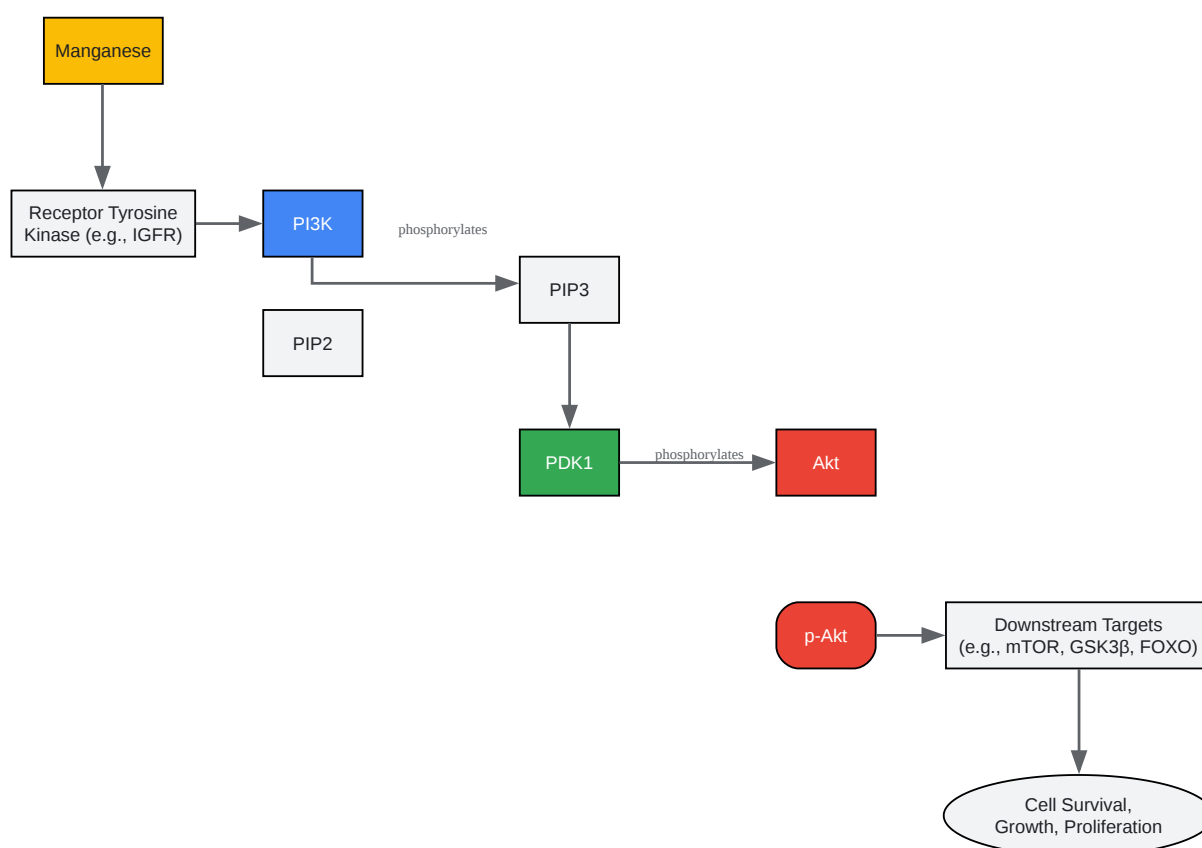 Manganese
Receptor Tyrosine
Kinase (e.g., IGFR)
PI3K
phosphorylates
PIP3
PIP2
PDK1
phosphorylates
Akt
p-Akt
Downstream Targets
(e.g., mTOR, GSK3β, FOXO)
Cell Survival,
Growth, Proliferation